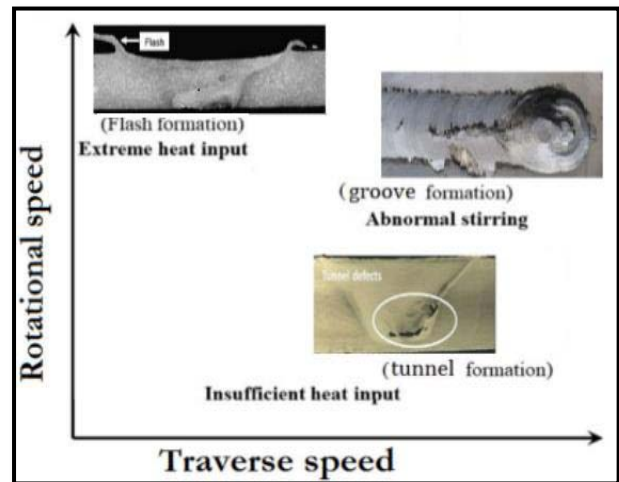 Flash
(Flash formation)
Extreme heat input
(groove formation)
Abnormal stirring
Tunnel defects
(tunnel formation)
Insufficient heat input
Rotational speed
Traverse speed